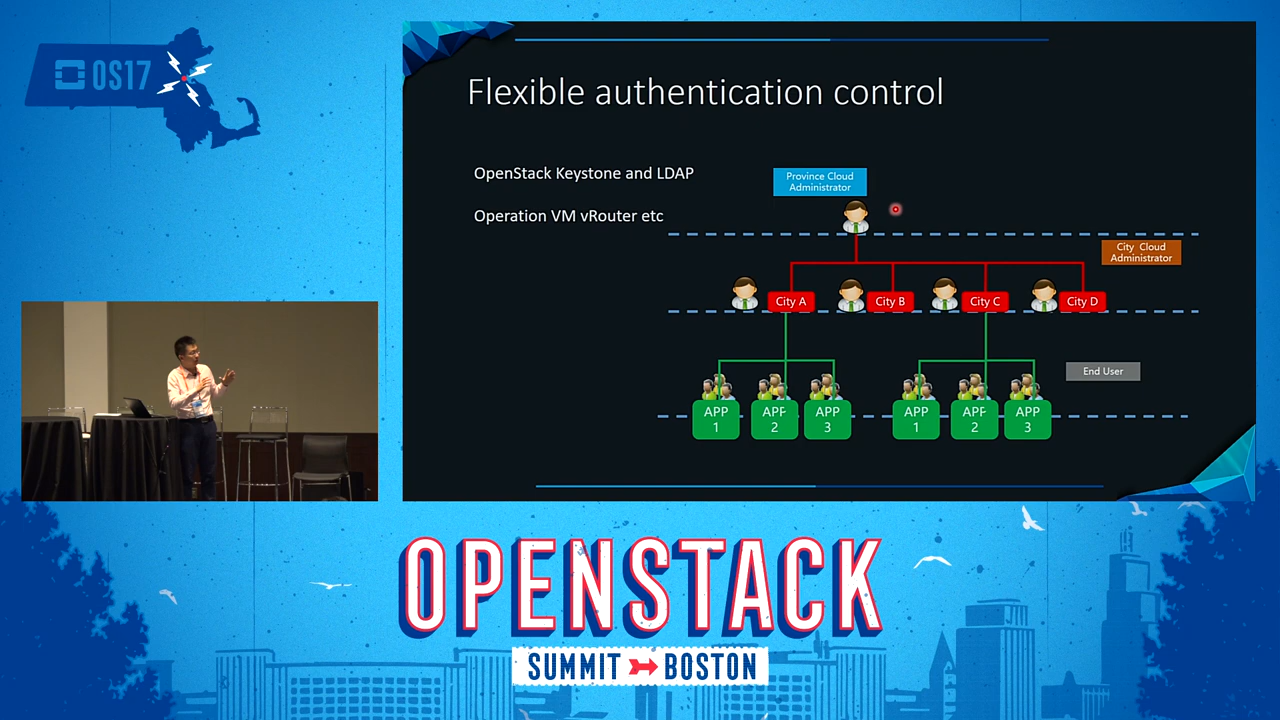 OS17
Flexible authentication control
OpenStack Keystone and LDAP
Operation VM vRouter etc
Province Cloud
Administrator
City Cloud
Administrator
City A
City B
City C
City D
End User
APP
1
APP
2
APP
3
APP
1
APP
2
APP
3
OPENSTACK
SUMMIT BOSTON